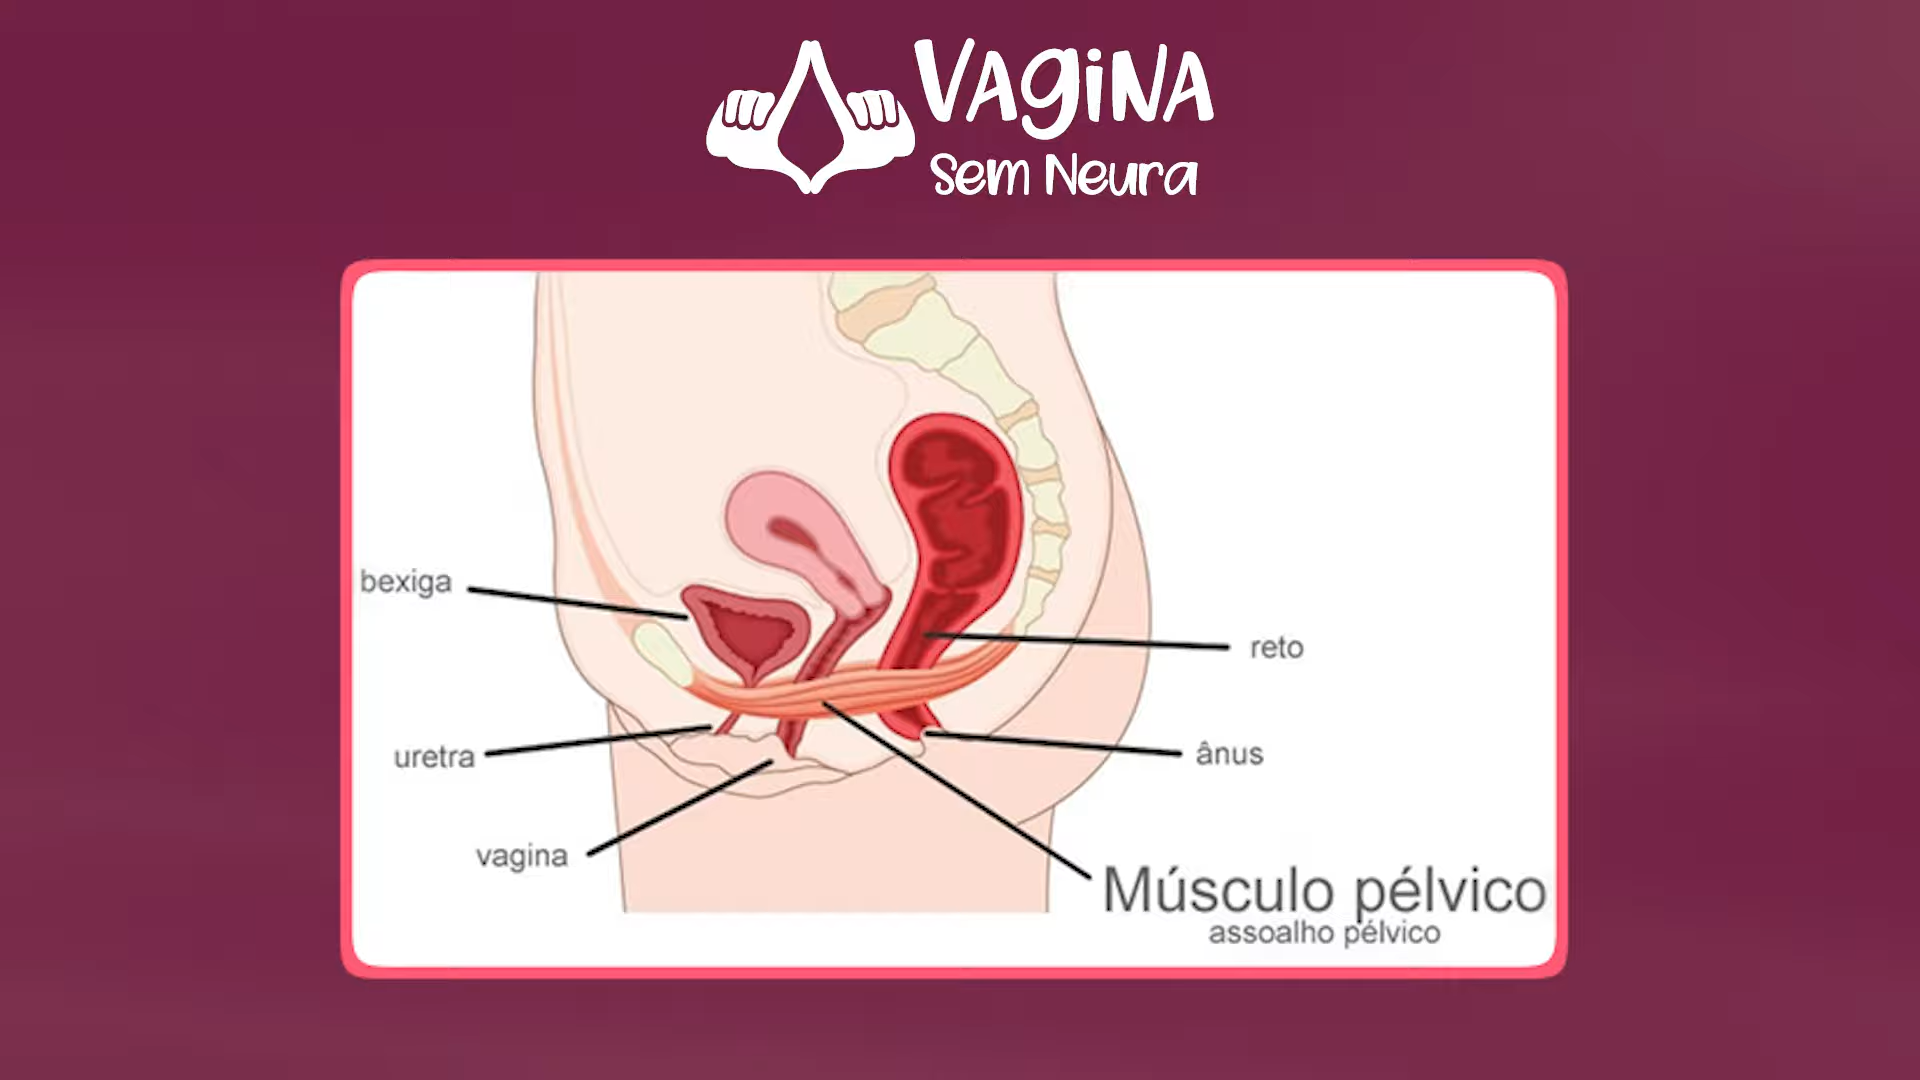 VAGINA
Sem Neura
bexiga
reto
uretra
ânus
vagina
Músculo pélvico
assoalho pélvico